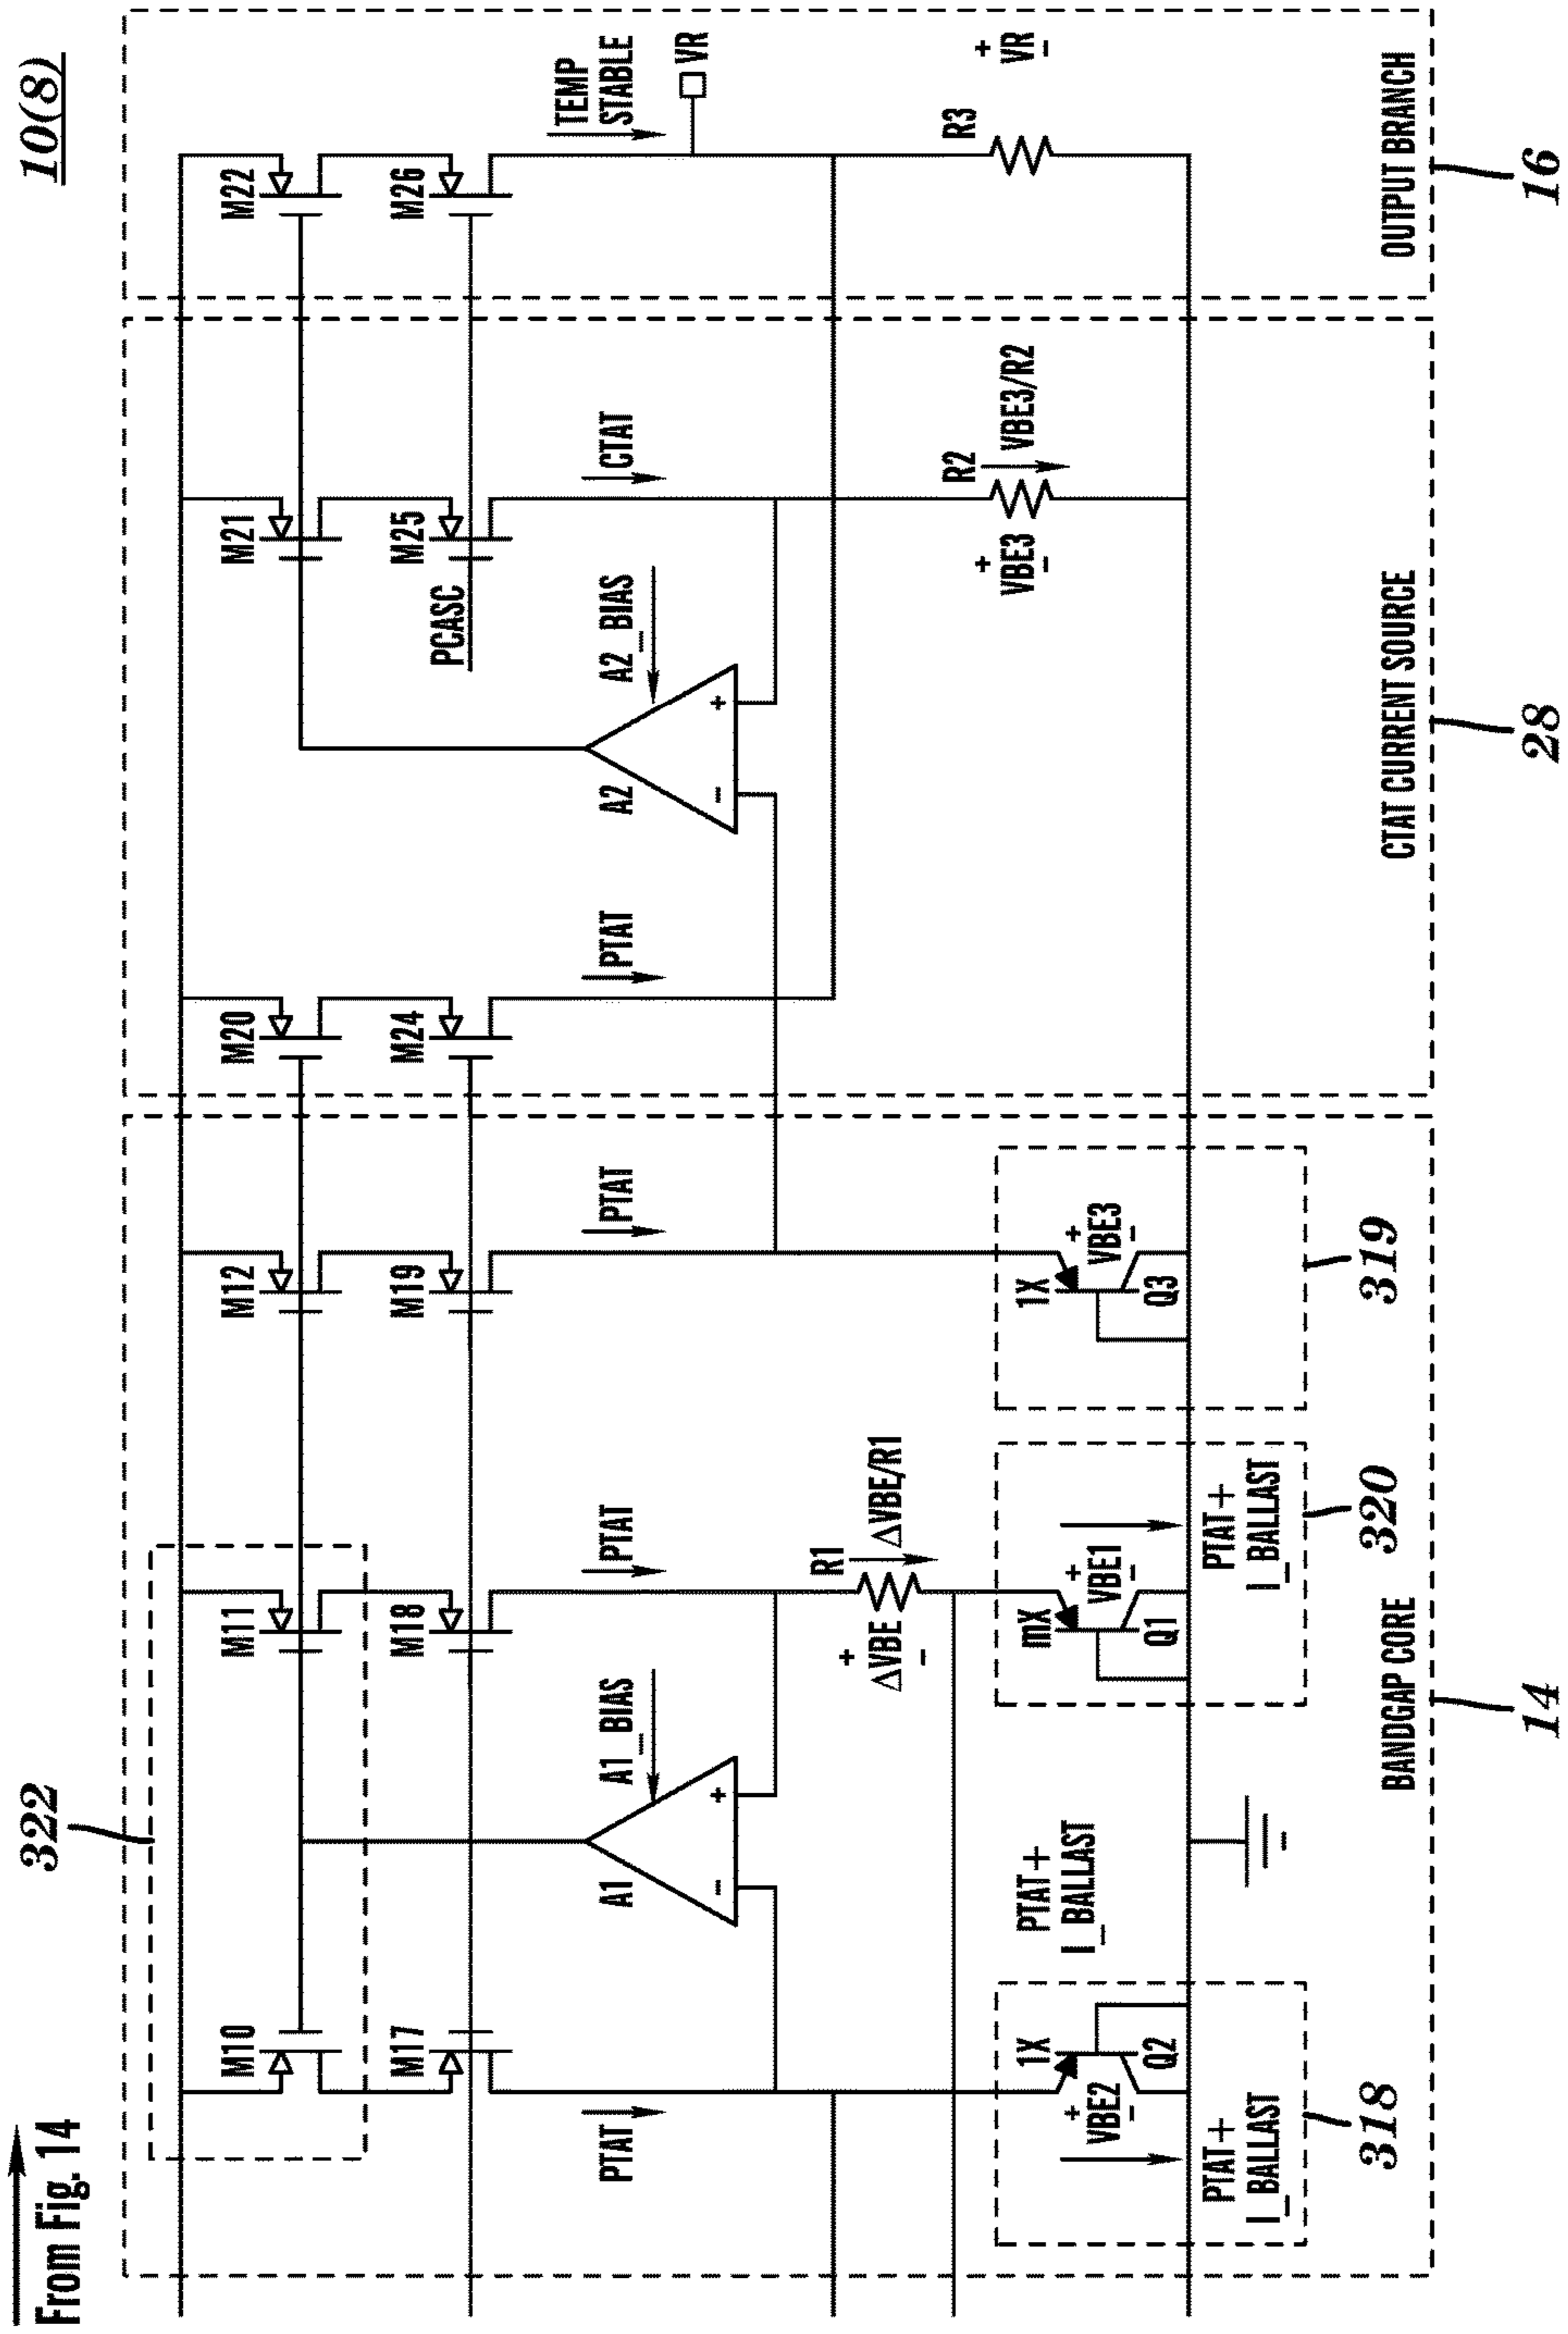 10(8)
From Fig. 14
322
M10
M11
M12
M20
M21
M22
M17
M18
M19
M24
PCASC
M25
M26
PTAT
A1
A1_BIAS
PTAT
PTAT
PTAT
A2
A2_BIAS
CTAT
TEMP
STABLE
VR
+
ΔVBE
−
R1
ΔVBE/R1
−
+
−
+
+
VBE3
−
R2
VBE3/R2
R3
+
VR
−
+
VBE2
−
1X
Q2
PTAT+
I_BALLAST
PTAT+
I_BALLAST
mX
Q1
+
VBE1
−
PTAT+
I_BALLAST
1X
Q3
+
VBE3
−
318
320
319
BANDGAP CORE
CTAT CURRENT SOURCE
OUTPUT BRANCH
14
28
16